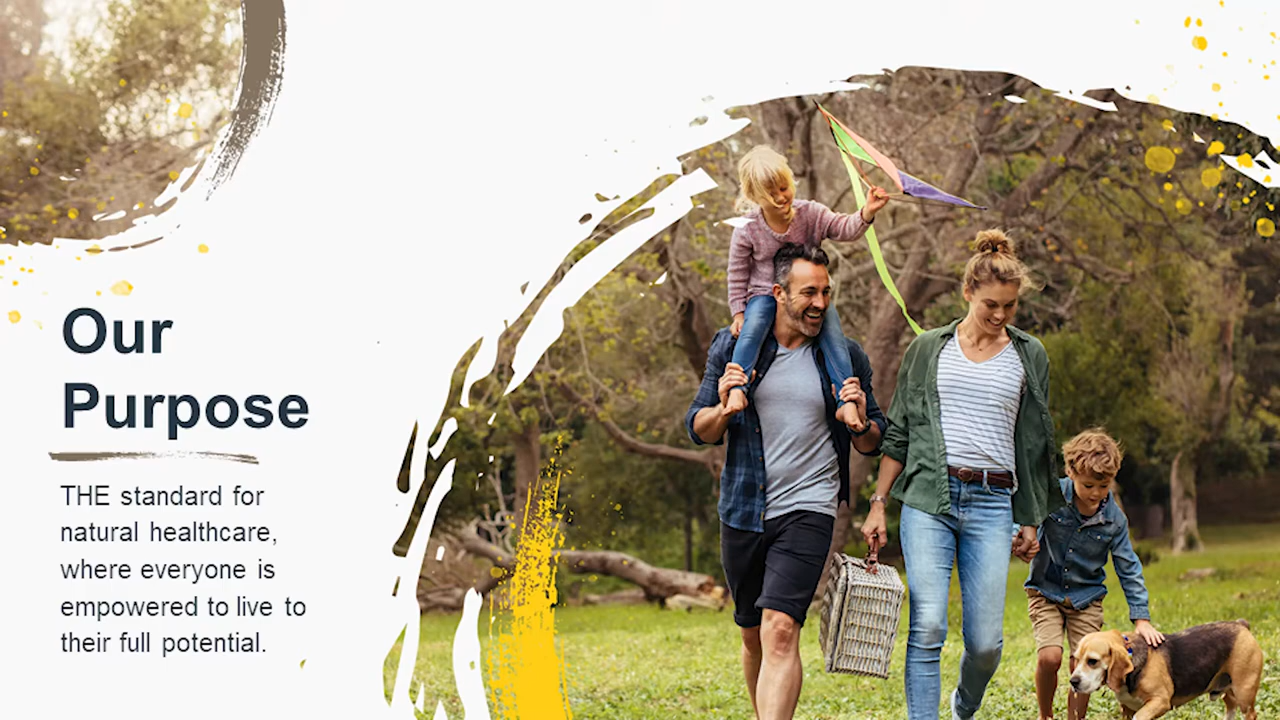 Our
Purpose
THE standard for
natural healthcare,
where everyone is
empowered to live to
their full potential.